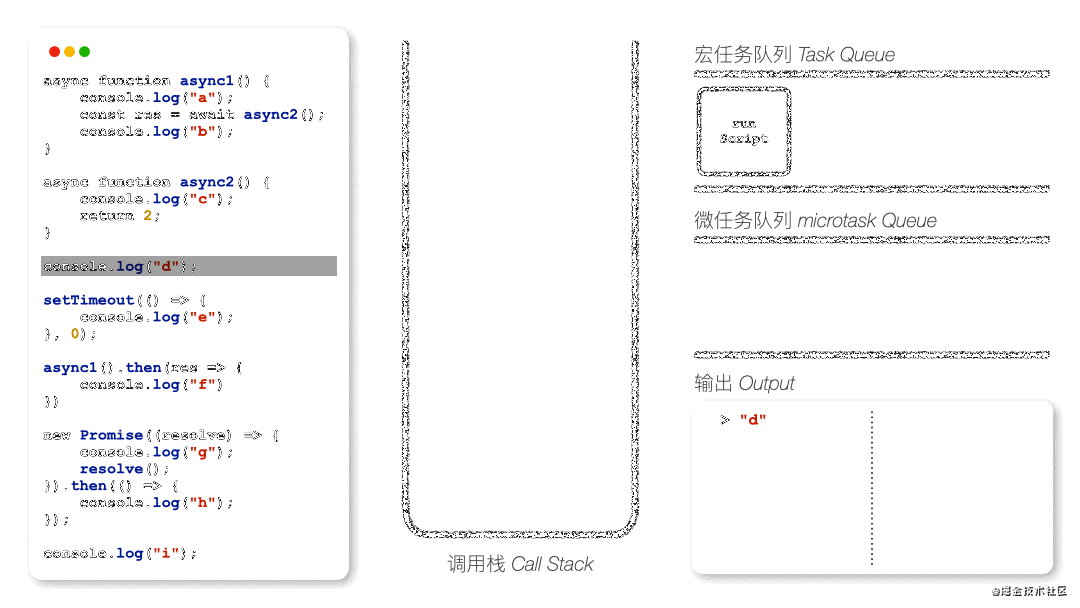 async function async1() {
    console.log("a");
    const res = await async2();
    console.log("b");
}

async function async2() {
    console.log("c");
    return 2;
}

console.log("d");

setTimeout(() => {
    console.log("e");
}, 0);

async1().then(res => {
    console.log("f")
})

new Promise((resolve) => {
    console.log("g");
    resolve();
}).then(() => {
    console.log("h");
});

console.log("i");
调用栈 Call Stack
宏任务队列 Task Queue
run
Script
微任务队列 microtask Queue
输出 Output
> "d"
@掘金技术社区